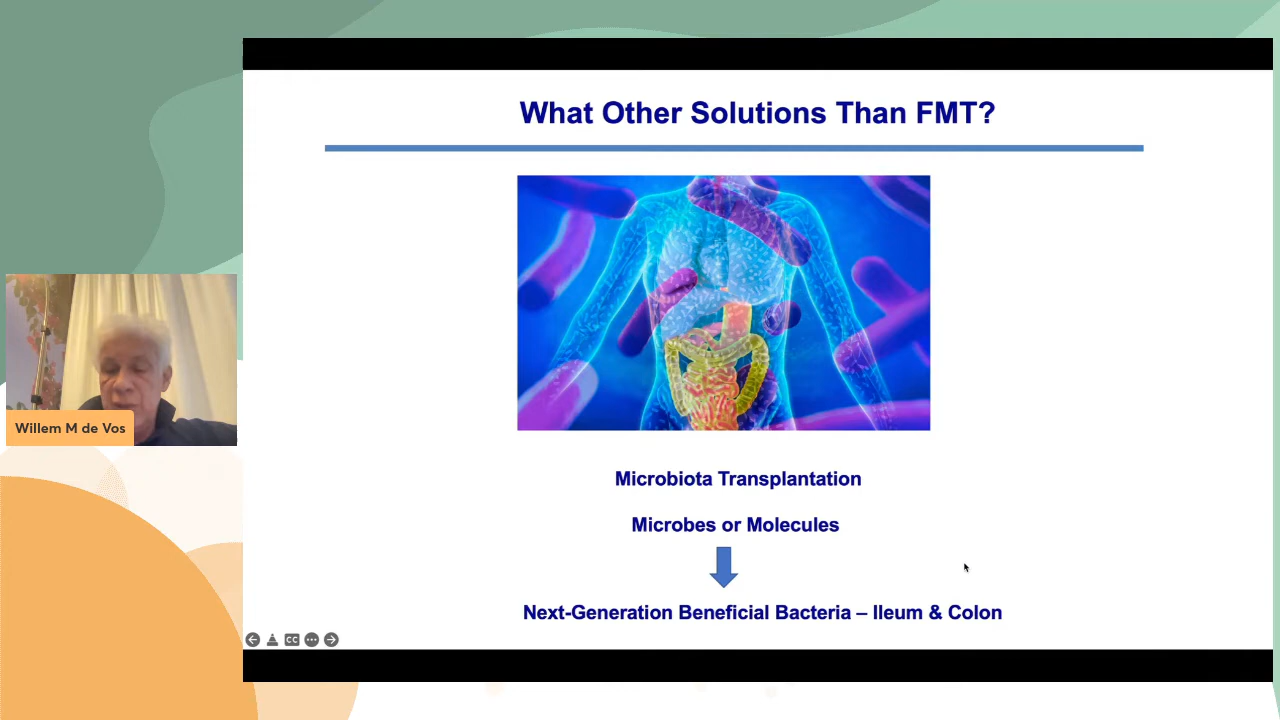 What Other Solutions Than FMT?
Willem M de Vos
Microbiota Transplantation
Microbes or Molecules
Next-Generation Beneficial Bacteria – Ileum & Colon
CC